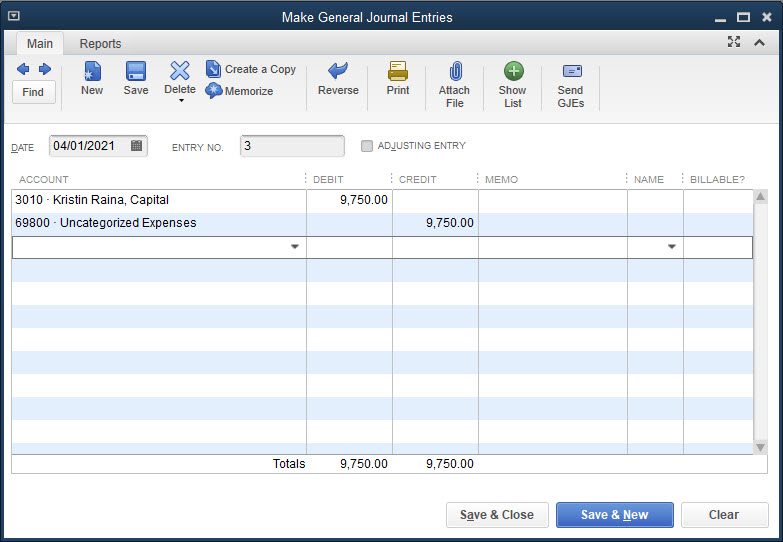 Make General Journal Entries
Main Reports
Find New Save Delete Create a Copy Memorize Reverse Print Attach File Show List Send GJEs
DATE 04/01/2021 ENTRY NO. 3 ADJUSTING ENTRY
ACCOUNT DEBIT CREDIT MEMO NAME BILLABLE?
3010 · Kristin Raina, Capital 9,750.00
69800 · Uncategorized Expenses 9,750.00
Totals 9,750.00 9,750.00
Save & Close Save & New Clear